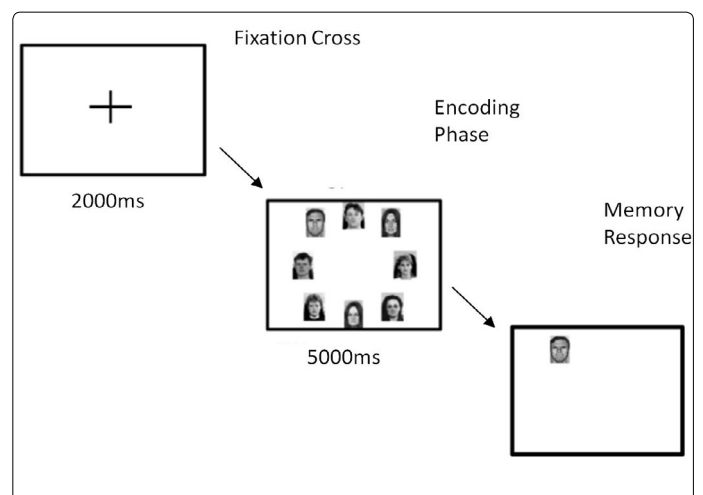 Fixation Cross
2000ms
Encoding
Phase
5000ms
Memory
Response